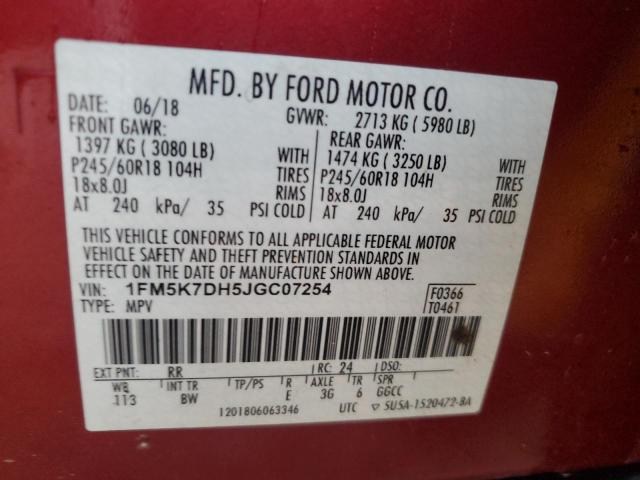 MFD. BY FORD MOTOR CO.
DATE: 06/18 GVWR: 2713 KG ( 5980 LB)
FRONT GAWR: REAR GAWR:
1397 KG ( 3080 LB) WITH 1474 KG ( 3250 LB) WITH
P245/60R18 104H TIRES P245/60R18 104H TIRES
18x8.0J RIMS 18x8.0J RIMS
AT 240 kPa/ 35 PSI COLD AT 240 kPa/ 35 PSI COLD
THIS VEHICLE CONFORMS TO ALL APPLICABLE FEDERAL MOTOR
VEHICLE SAFETY AND THEFT PREVENTION STANDARDS IN
EFFECT ON THE DATE OF MANUFACTURE SHOWN ABOVE.
VIN: 1FM5K7DH5JGC07254 F0366
TYPE: MPV T0461
EXT PNT: RR RC: 24 DSO:
WB INT TR TP/PS R AXLE TR SPR
113 BW E 3G 6 GGCC
1201806063346 UTC ▽ 5U5A-1520472-BA